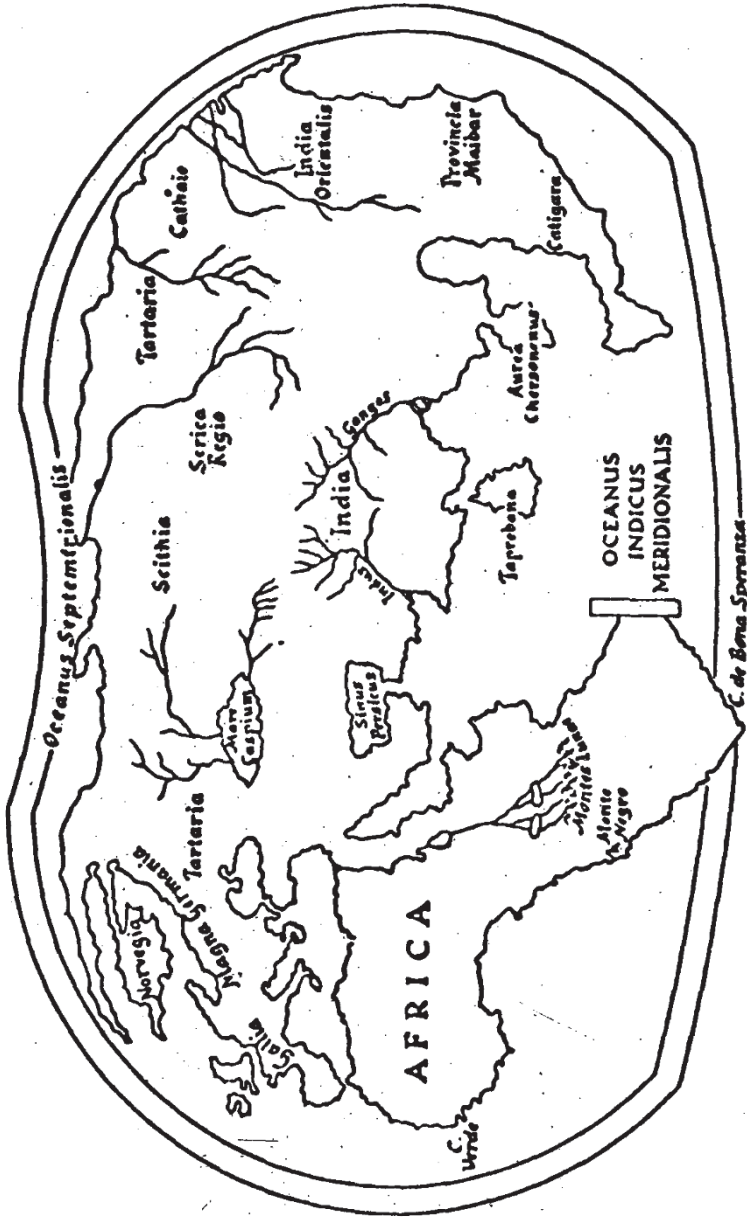 Oceanus Septemtrionalis
Norvegia
Magna Germania
Tartaria
Scithia
Tartaria
Cathaio
Serica
Regio
Gallia
Mare
Caspium
India
Orientalis
India
Ganges
Indus
Sinus
Persicus
AFRICA
Provincia
Maibar
C.
Verde
Taprobana
Aurea
Chersonenus
Catigara
Montes Lunae
Monte
Negro
OCEANUS
INDICUS
MERIDIONALIS
C. de Bona Speranza